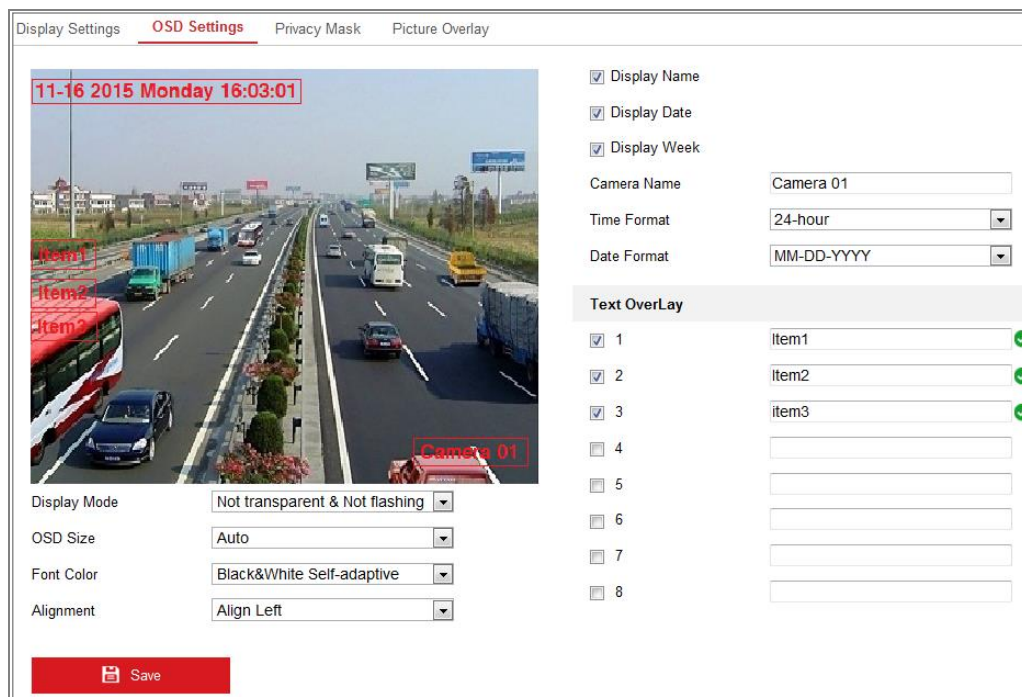 Display Settings OSD Settings Privacy Mask Picture Overlay
11-16 2015 Monday 16:03:01
Item1
Item2
Item3
Camera 01
Display Mode Not transparent & Not flashing
OSD Size Auto
Font Color Black&White Self-adaptive
Alignment Align Left
Save
Display Name
Display Date
Display Week
Camera Name Camera 01
Time Format 24-hour
Date Format MM-DD-YYYY
Text OverLay
1 Item1
2 Item2
3 item3
4
5
6
7
8